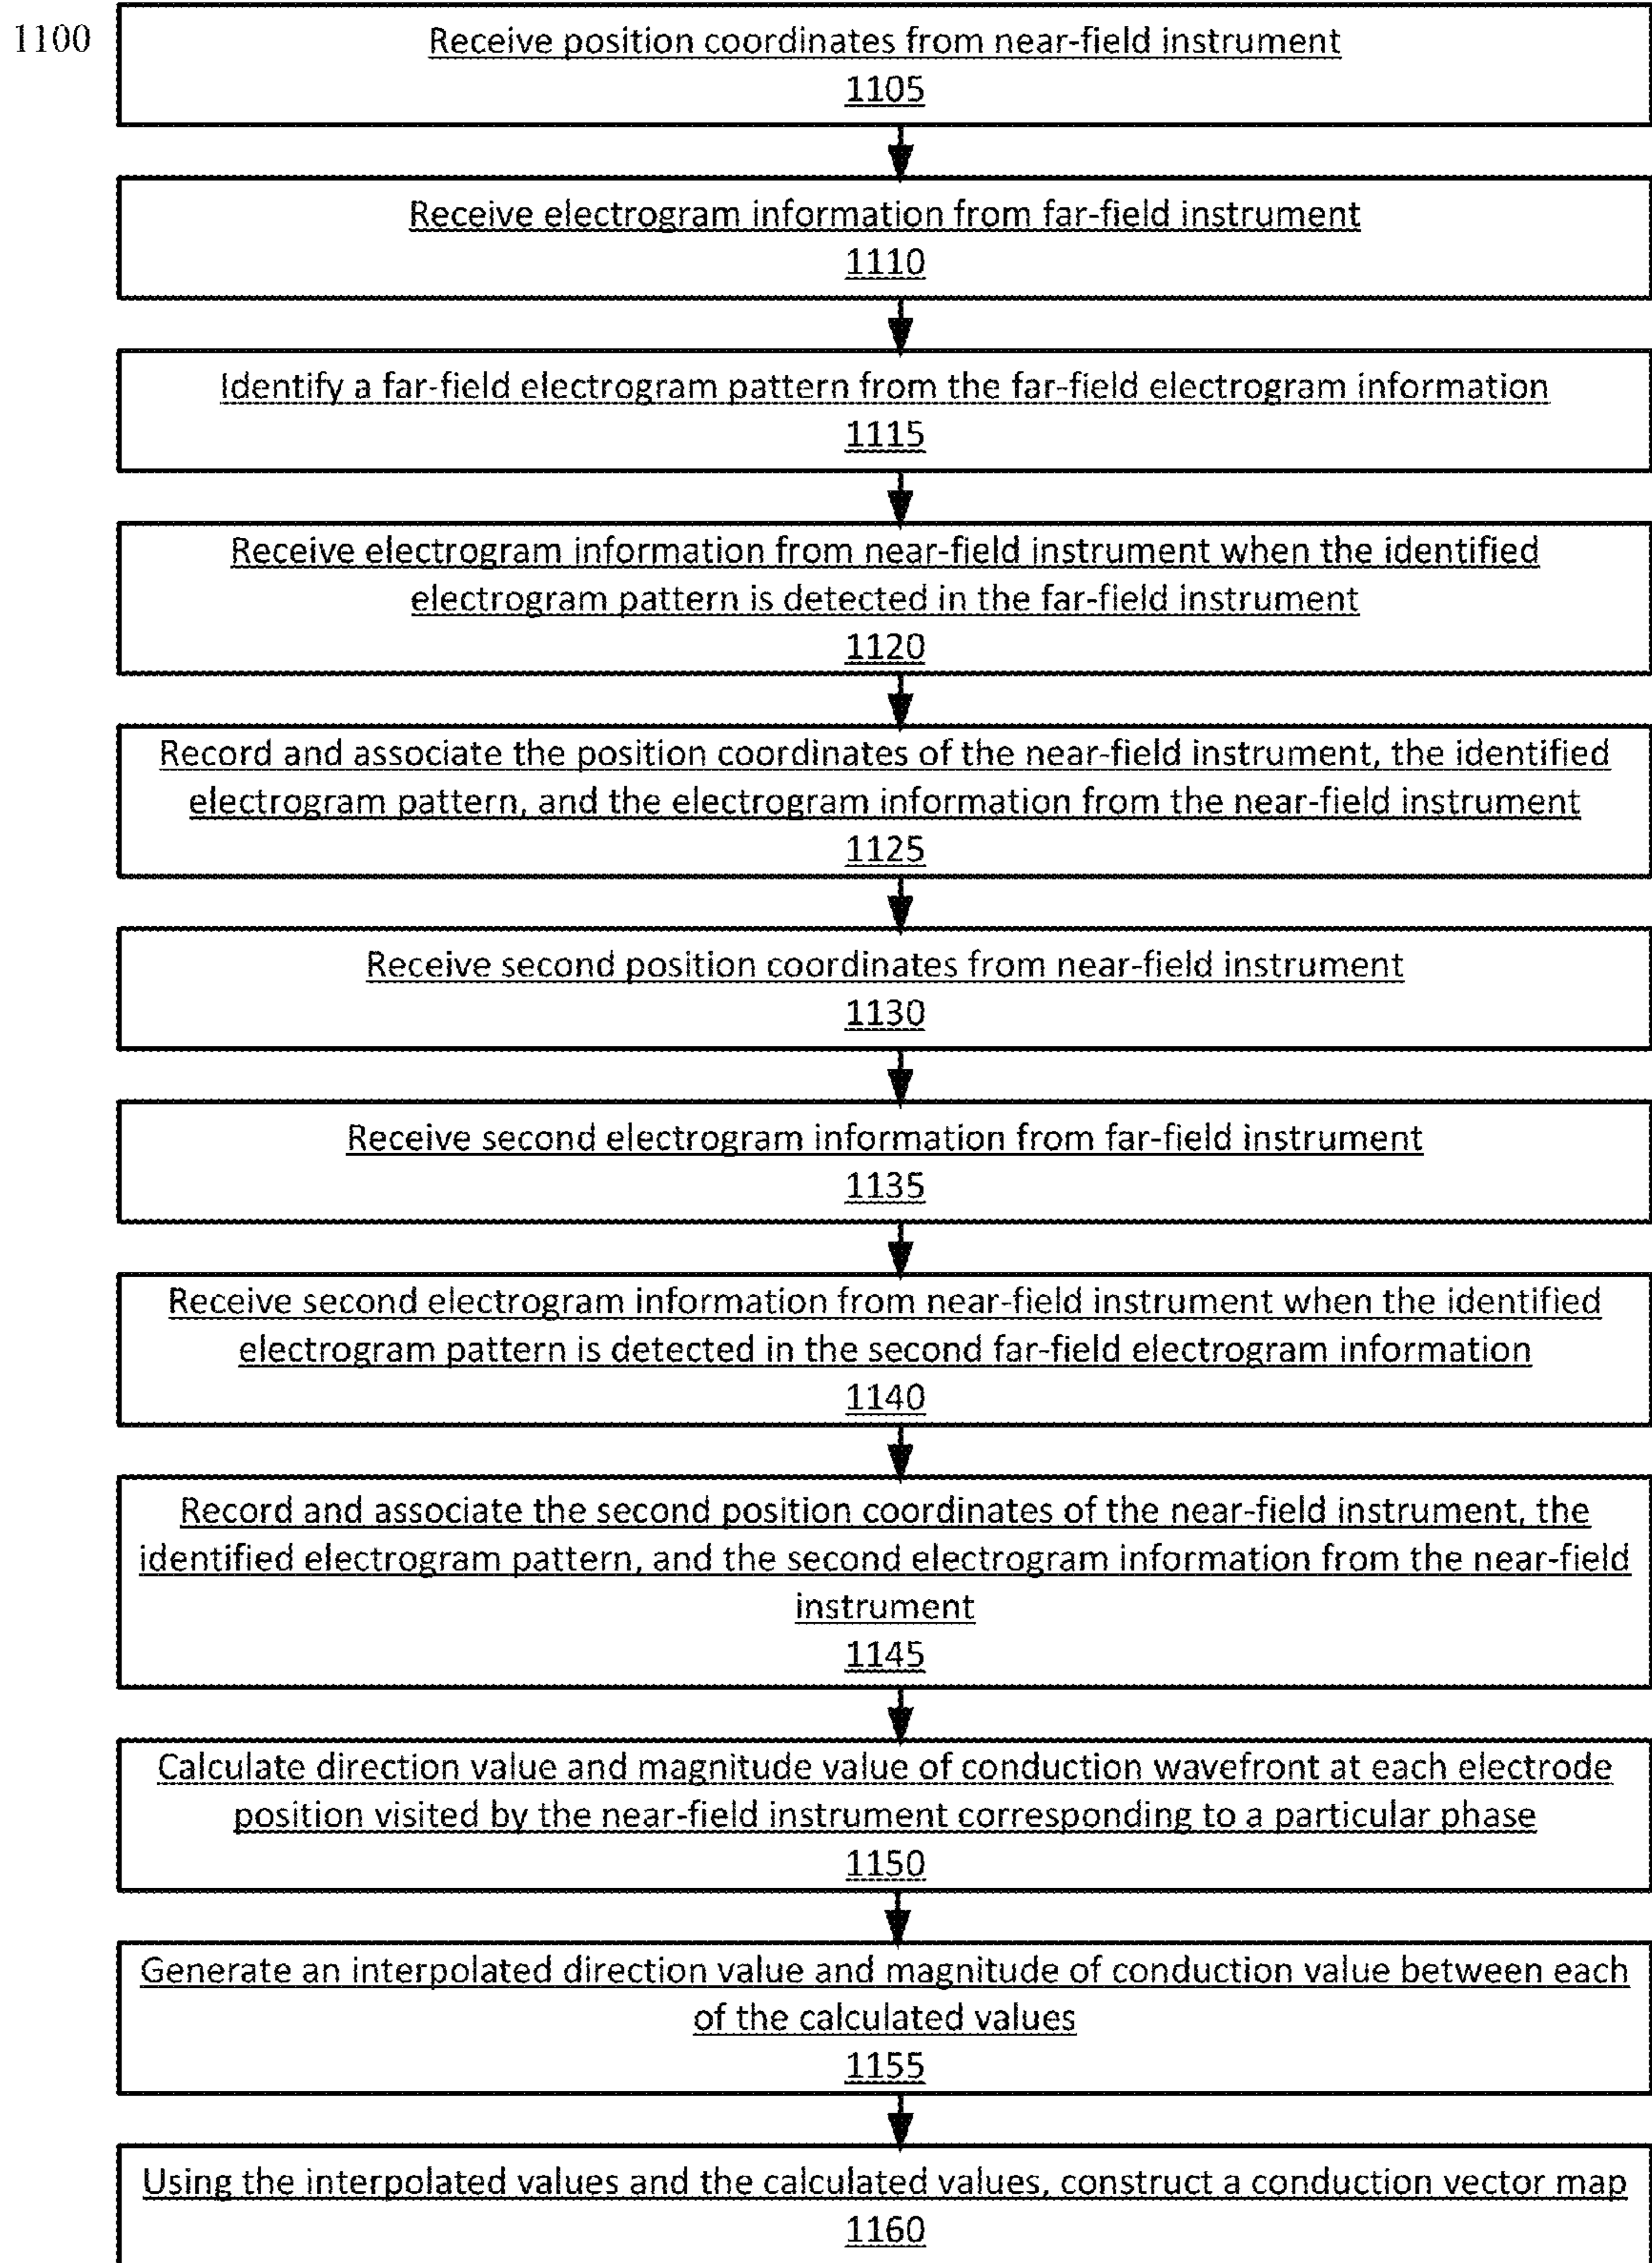 1100
Receive position coordinates from near-field instrument
1105
Receive electrogram information from far-field instrument
1110
Identify a far-field electrogram pattern from the far-field electrogram information
1115
Receive electrogram information from near-field instrument when the identified
electrogram pattern is detected in the far-field instrument
1120
Record and associate the position coordinates of the near-field instrument, the identified
electrogram pattern, and the electrogram information from the near-field instrument
1125
Receive second position coordinates from near-field instrument
1130
Receive second electrogram information from far-field instrument
1135
Receive second electrogram information from near-field instrument when the identified
electrogram pattern is detected in the second far-field electrogram information
1140
Record and associate the second position coordinates of the near-field instrument, the
identified electrogram pattern, and the second electrogram information from the near-field
instrument
1145
Calculate direction value and magnitude value of conduction wavefront at each electrode
position visited by the near-field instrument corresponding to a particular phase
1150
Generate an interpolated direction value and magnitude of conduction value between each
of the calculated values
1155
Using the interpolated values and the calculated values, construct a conduction vector map
1160